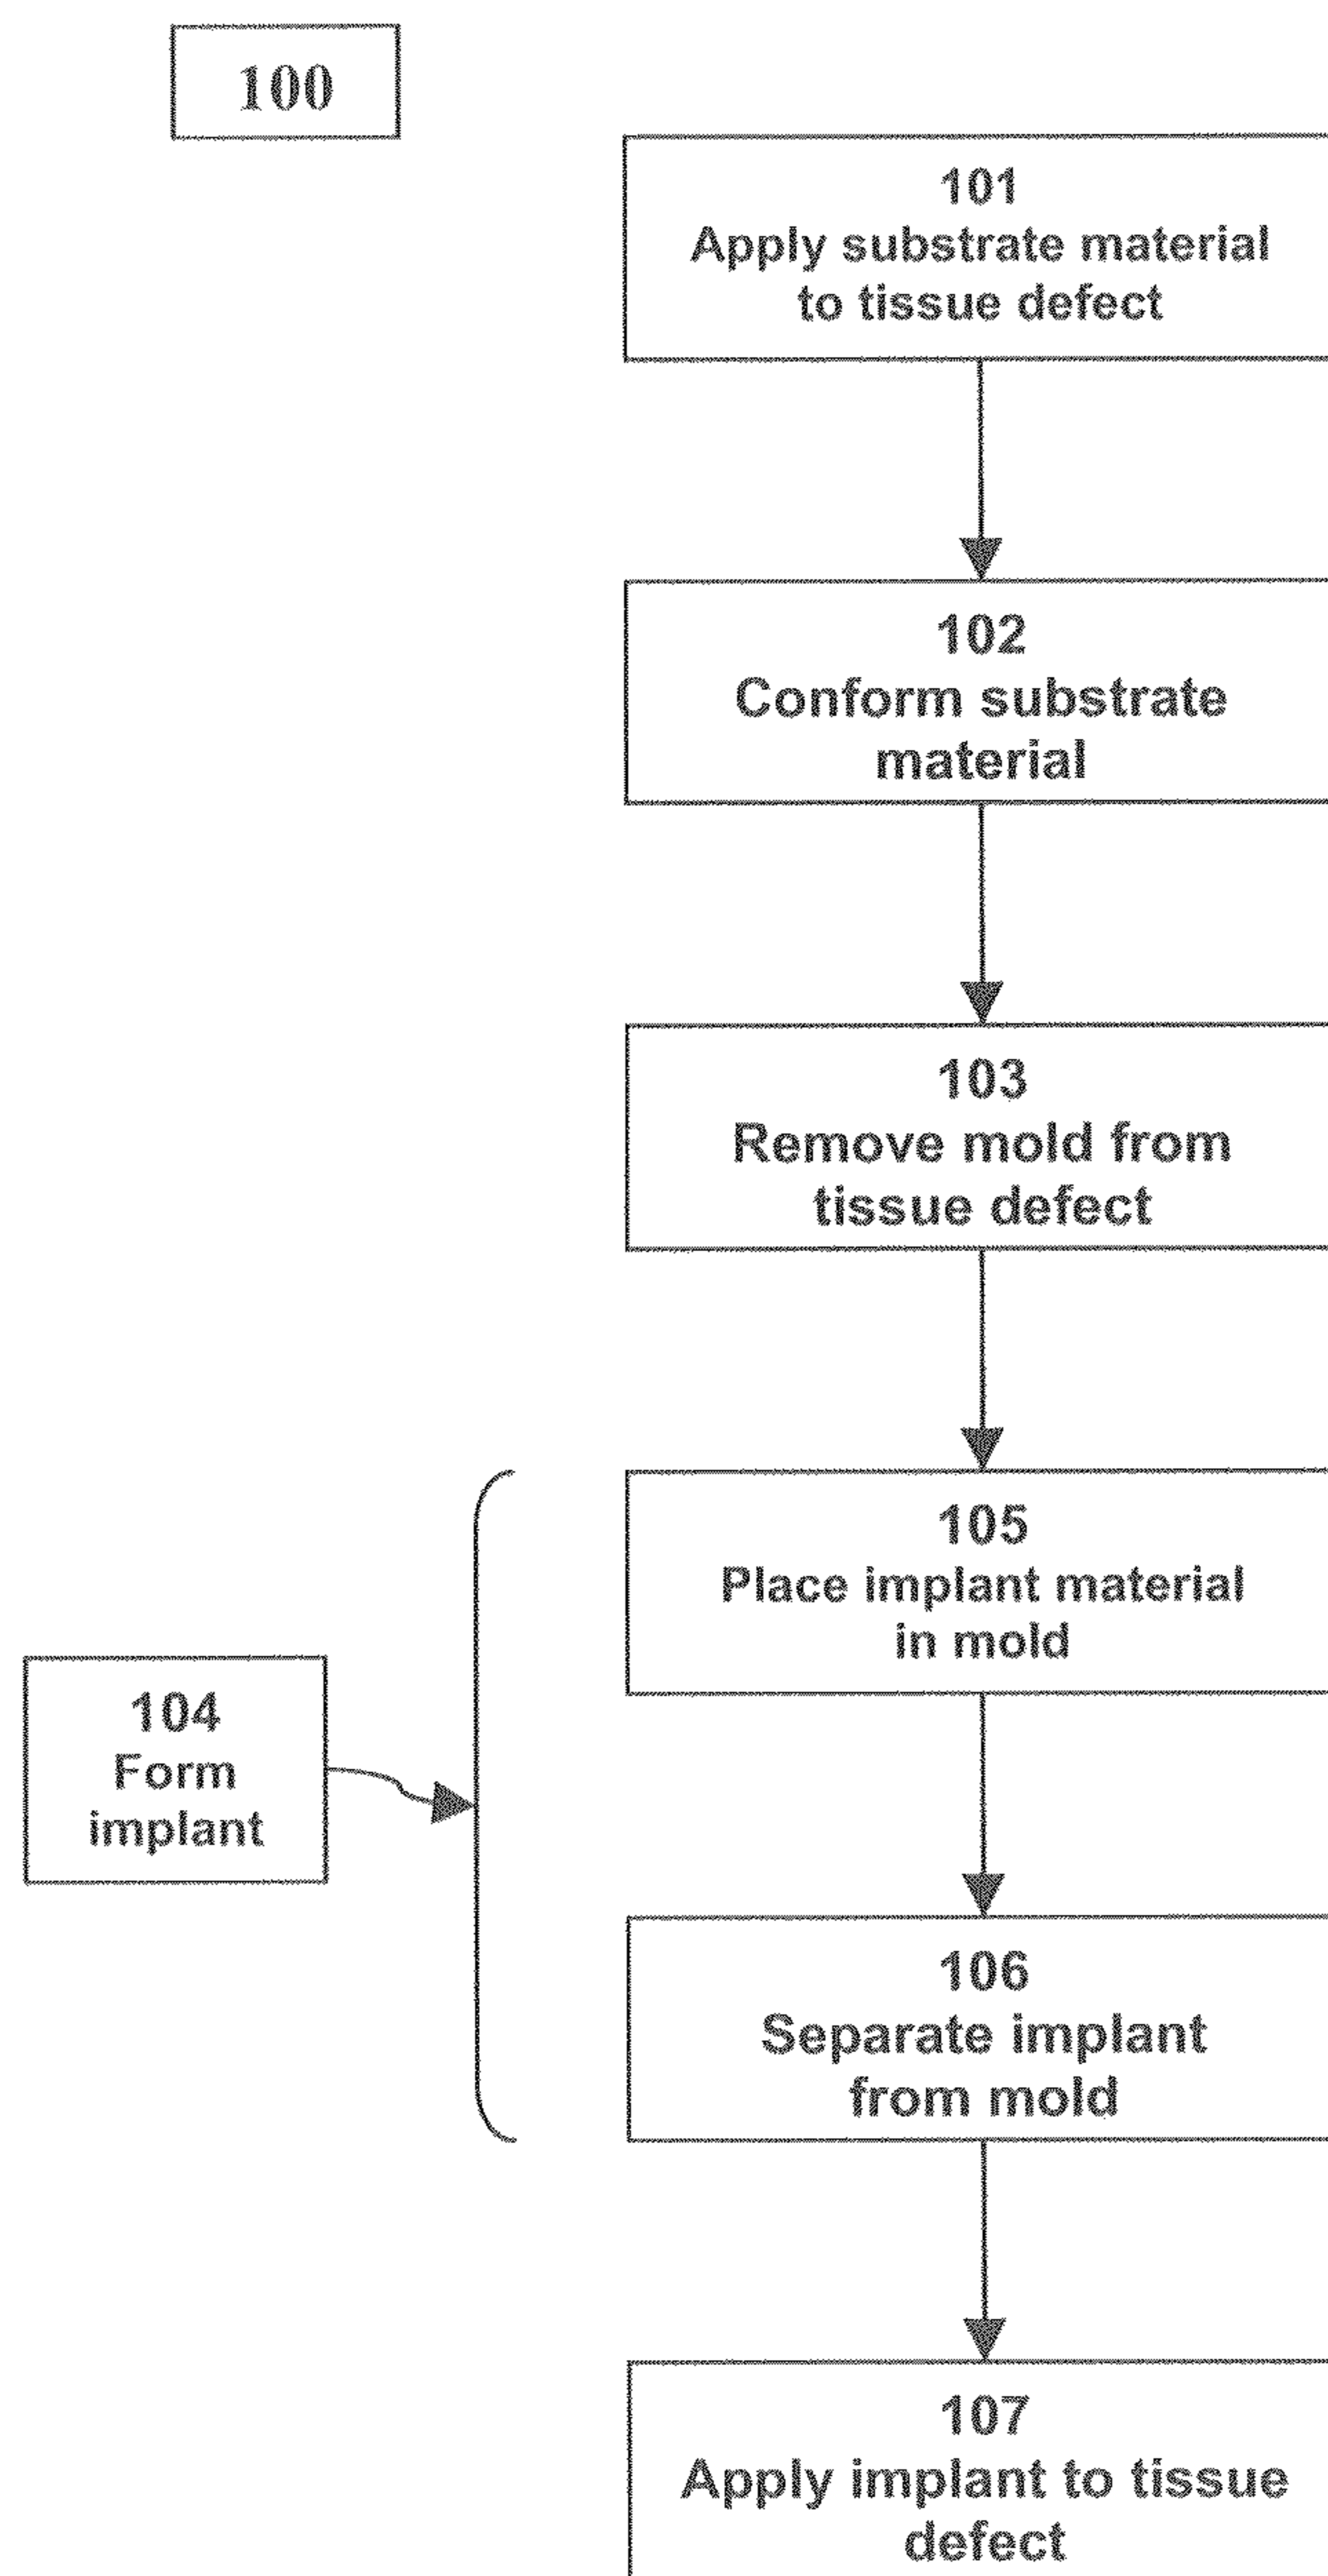 100
101
Apply substrate material
to tissue defect
102
Conform substrate
material
103
Remove mold from
tissue defect
105
Place implant material
in mold
104
Form
implant
106
Separate implant
from mold
107
Apply implant to tissue
defect